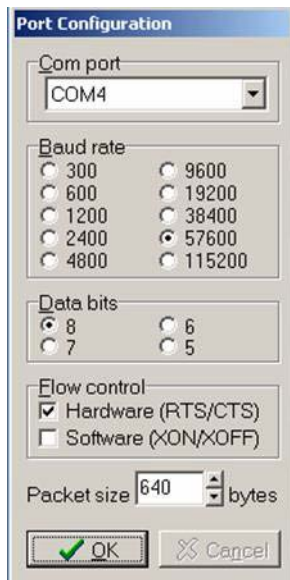 Port Configuration
Com port
COM4
Baud rate
300 9600
600 19200
1200 38400
2400 57600
4800 115200
Data bits
8 6
7 5
Flow control
Hardware (RTS/CTS)
Software (XON/XOFF)
Packet size 640 bytes
OK Cancel